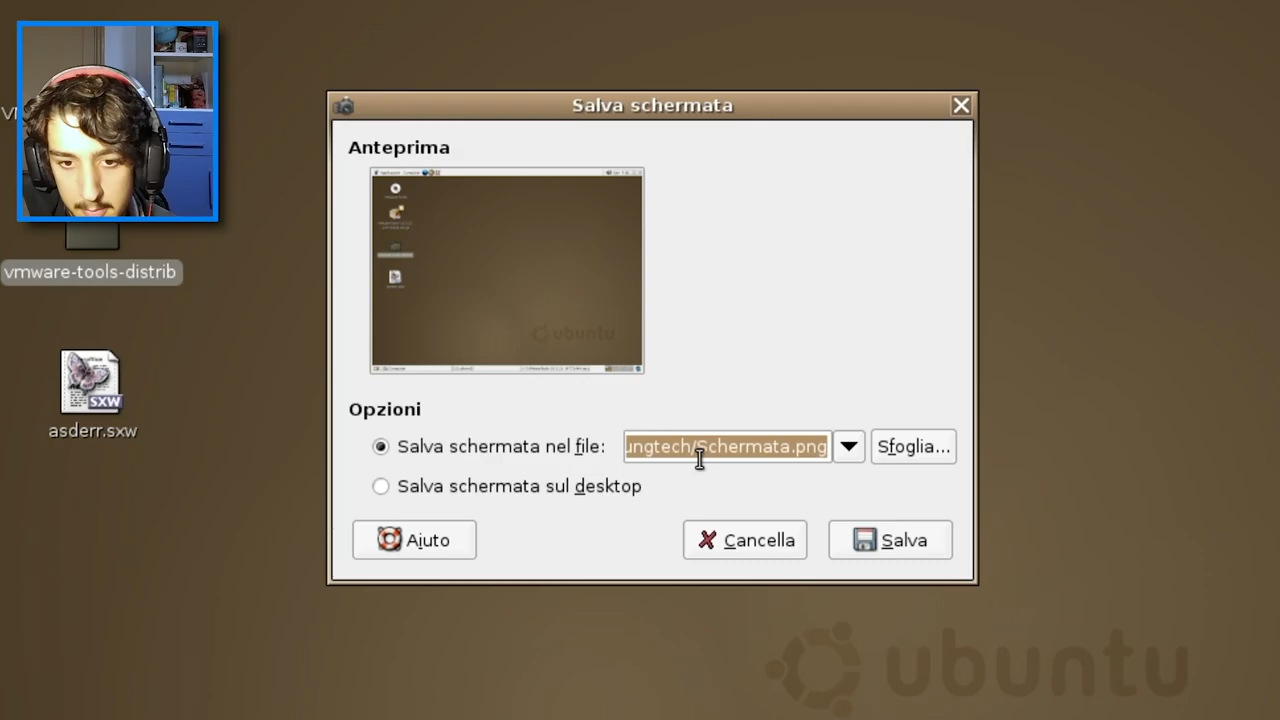 Salva schermata
Anteprima
ubuntu
vmware-tools-distrib
SXW
asderr.sxw
Opzioni
Salva schermata nel file: ungtech/Schermata.png Sfoglia...
Salva schermata sul desktop
Aiuto Cancella Salva
ubuntu